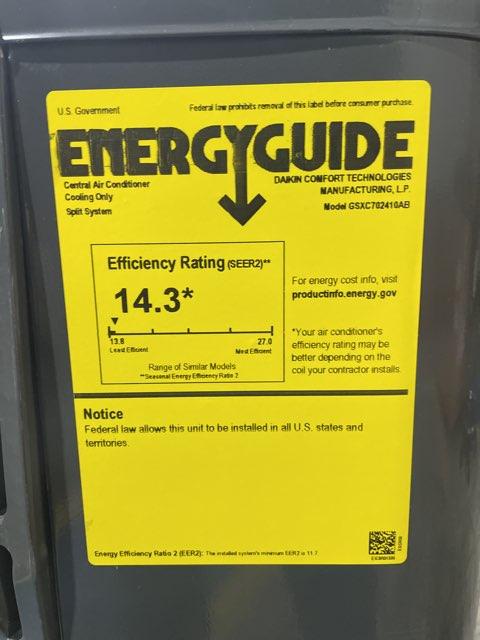 U.S. Government
Federal law prohibits removal of this label before consumer purchase.
ENERGYGUIDE
Central Air Conditioner
Cooling Only
Split System
DAIKIN COMFORT TECHNOLOGIES
MANUFACTURING, L.P.
Model GSXC702410AB
Efficiency Rating (SEER2)**
14.3*
13.8
27.0
Least Efficient
Most Efficient
Range of Similar Models
**Seasonal Energy Efficiency Ratio 2
For energy cost info, visit
productinfo.energy.gov
*Your air conditioner's
efficiency rating may be
better depending on the
coil your contractor installs.
Notice
Federal law allows this unit to be installed in all U.S. states and
territories.
Energy Efficiency Ratio 2 (EER2): The installed system's minimum EER2 is 11.7